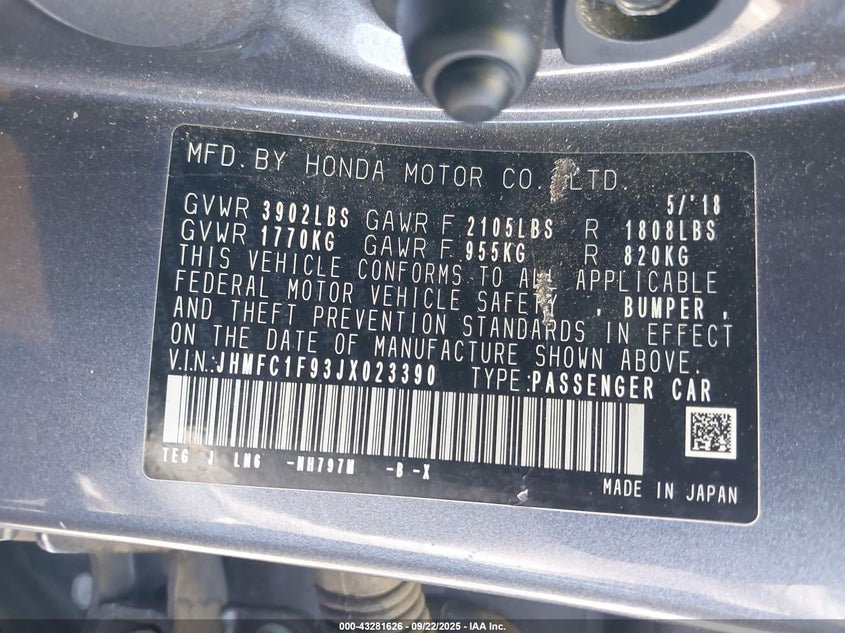 MFD. BY HONDA MOTOR CO. LTD.
5/'18
GVWR 3902LBS GAWR F 2105LBS R 1808LBS
GVWR 1770KG GAWR F 955KG R 820KG
THIS VEHICLE CONFORMS TO ALL APPLICABLE
FEDERAL MOTOR VEHICLE SAFETY , BUMPER ,
AND THEFT PREVENTION STANDARDS IN EFFECT
ON THE DATE OF MANUFACTURE SHOWN ABOVE.
V.I.N.:JHMFC1F93JX023390 TYPE:PASSENGER CAR
TEG J LM6 -NH797M -B -X
MADE IN JAPAN
000-43281626 - 09/22/2025 - IAA Inc.